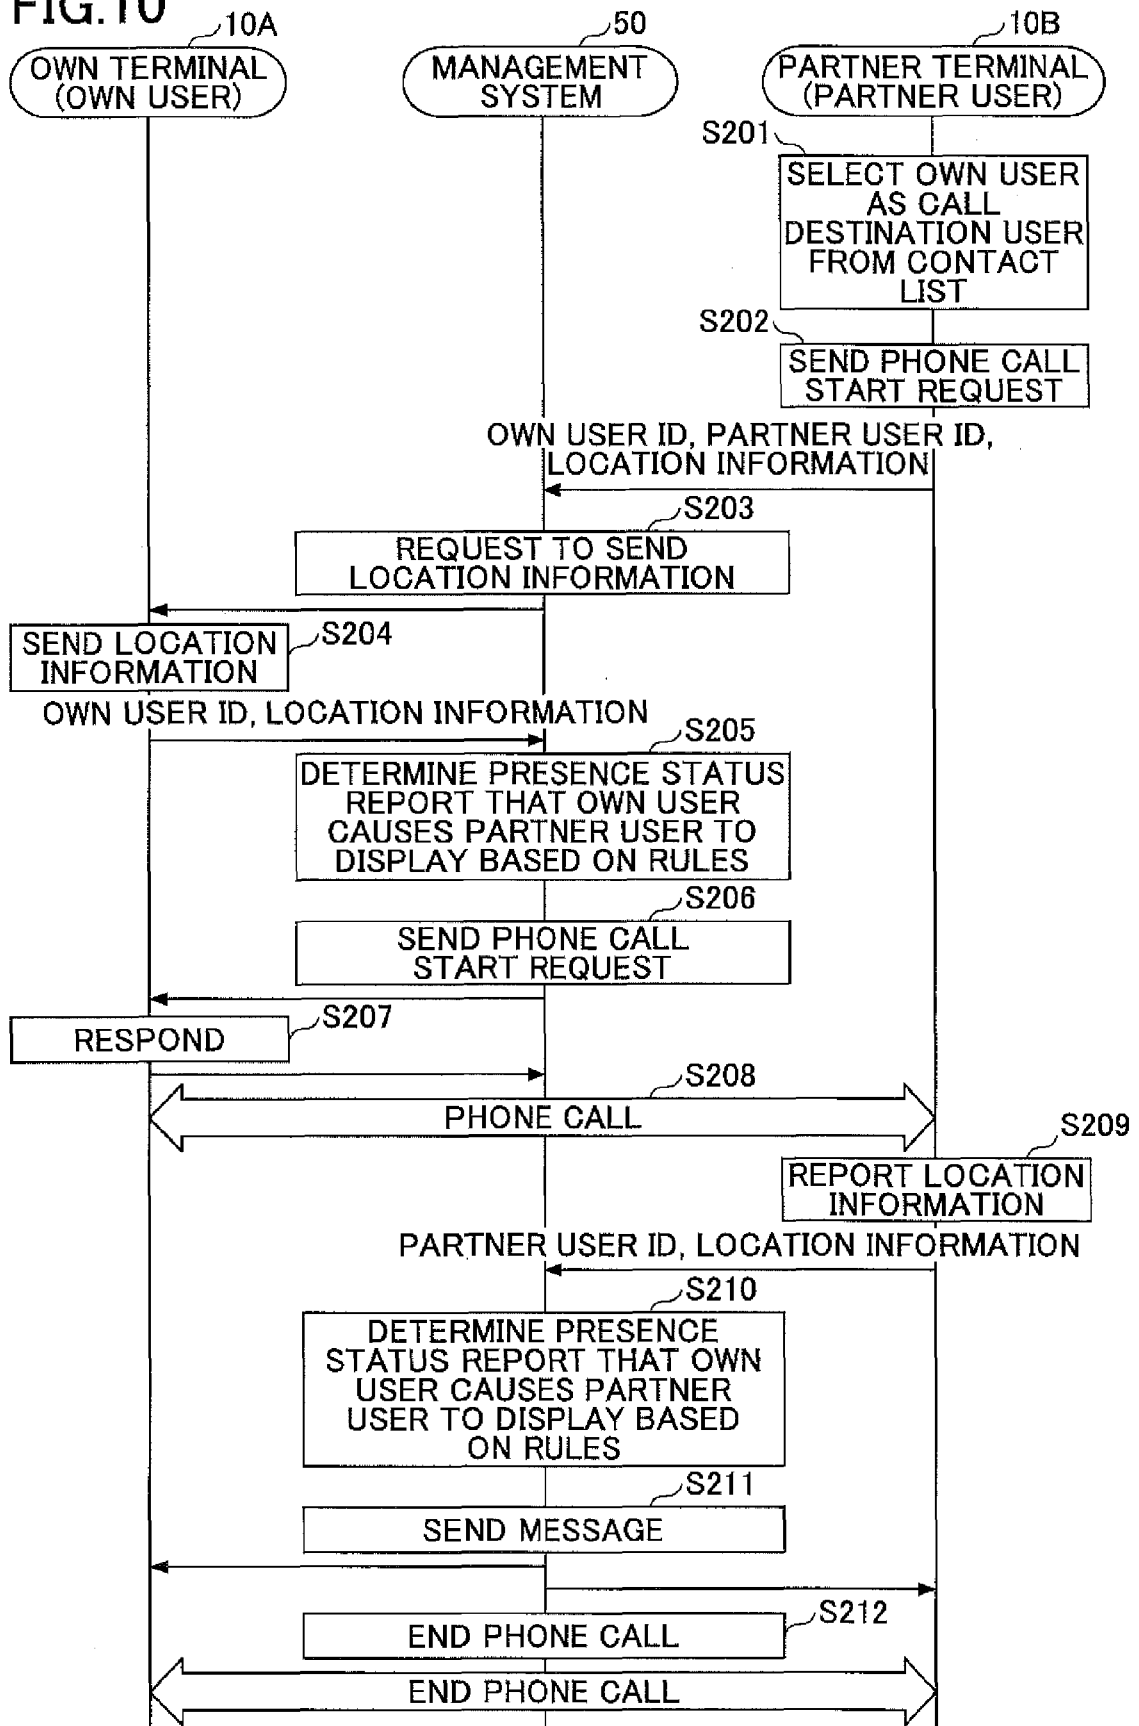 FIG.10
10A
50
10B
OWN TERMINAL
(OWN USER)
MANAGEMENT
SYSTEM
PARTNER TERMINAL
(PARTNER USER)
S201
SELECT OWN USER
AS CALL
DESTINATION USER
FROM CONTACT
LIST
S202
SEND PHONE CALL
START REQUEST
OWN USER ID, PARTNER USER ID,
LOCATION INFORMATION
S203
REQUEST TO SEND
LOCATION INFORMATION
S204
SEND LOCATION
INFORMATION
OWN USER ID, LOCATION INFORMATION
S205
DETERMINE PRESENCE STATUS
REPORT THAT OWN USER
CAUSES PARTNER USER TO
DISPLAY BASED ON RULES
S206
SEND PHONE CALL
START REQUEST
S207
RESPOND
S208
PHONE CALL
S209
REPORT LOCATION
INFORMATION
PARTNER USER ID, LOCATION INFORMATION
S210
DETERMINE PRESENCE
STATUS REPORT THAT OWN
USER CAUSES PARTNER
USER TO DISPLAY BASED
ON RULES
S211
SEND MESSAGE
S212
END PHONE CALL
END PHONE CALL